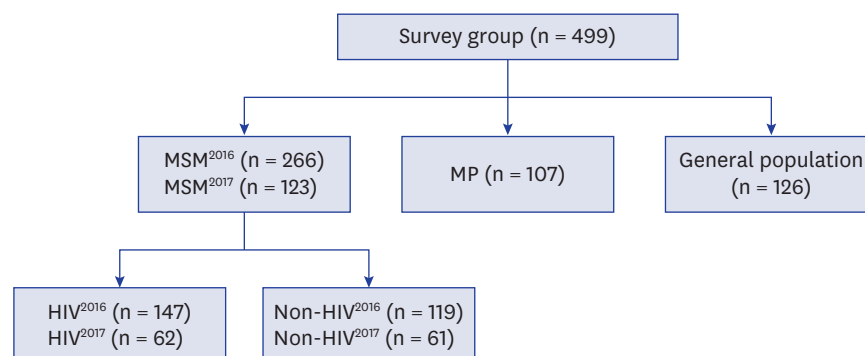 Survey group (n = 499)
MSM²⁰¹⁶ (n = 266)
MSM²⁰¹⁷ (n = 123)
MP (n = 107)
General population
(n = 126)
HIV²⁰¹⁶ (n = 147)
HIV²⁰¹⁷ (n = 62)
Non-HIV²⁰¹⁶ (n = 119)
Non-HIV²⁰¹⁷ (n = 61)